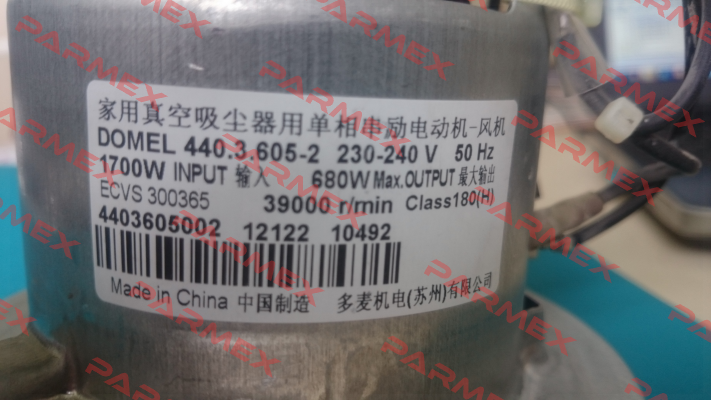 家用真空吸尘器用单相串励电动机-风机
DOMEL 440.3.605-2 230-240 V 50 Hz
1700W INPUT 输入 680W Max.OUTPUT 最大输出
ECVS 300365 39000 r/min Class180(H)
4403605002 12122 10492
Made in China 中国制造 多麦机电(苏州)有限公司
PARMEX